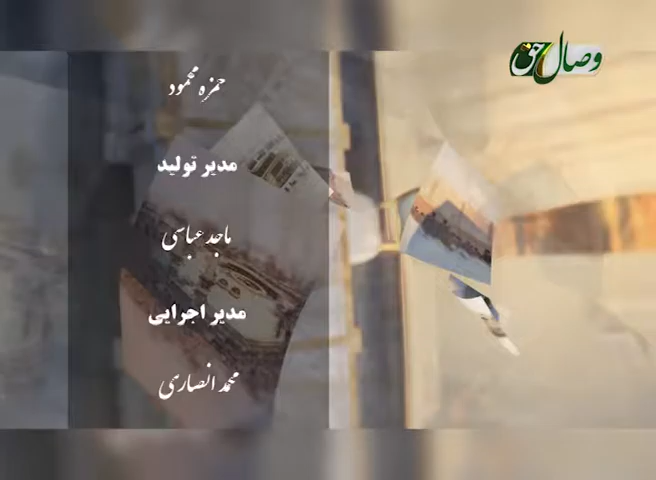 وصال حق
حمزه محمود
مدیر تولید
ماجد عباسی
مدیر اجرایی
محمد انصاری